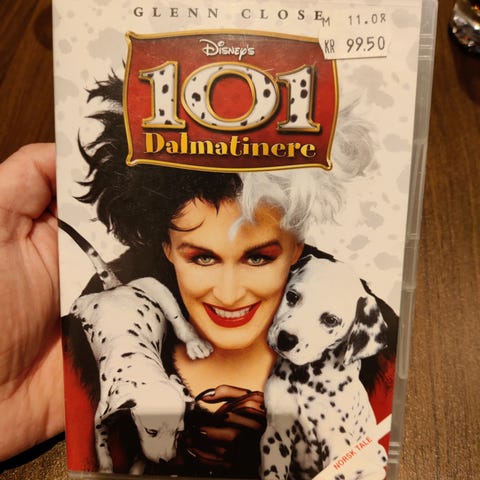 GLENN CLOSE
M 11.08
KR 99.50
Disney's
101
Dalmatinere
NORSK TALE